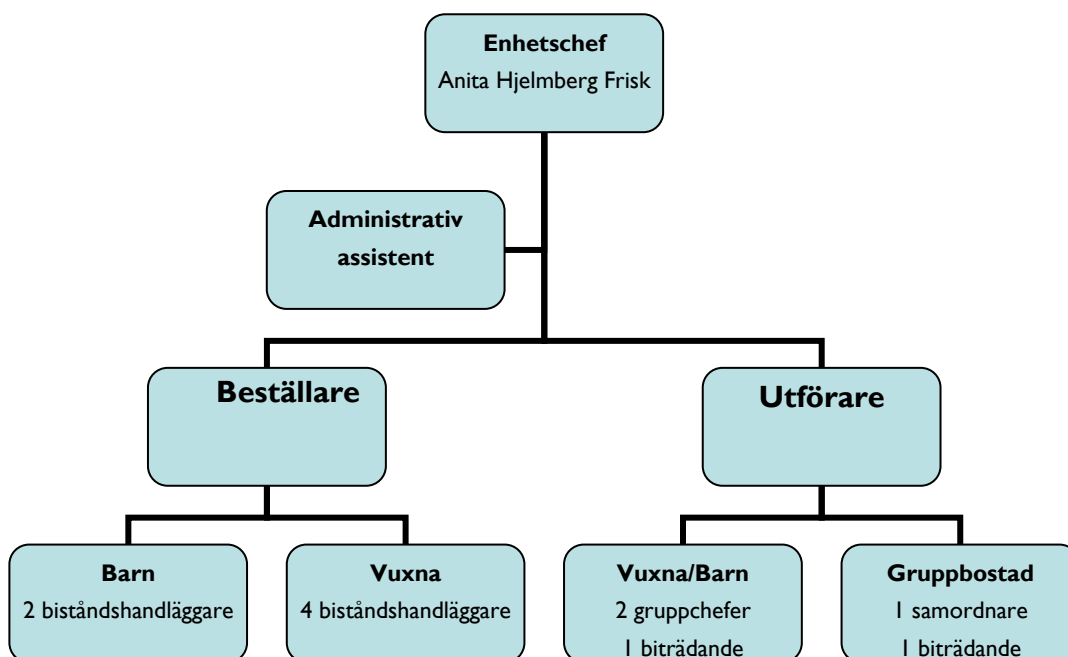 Enhetschef
Anita Hjelmberg Frisk
Administrativ
assistent
Beställare
Utförare
Barn
2 biståndshandläggare
Vuxna
4 biståndshandläggare
Vuxna/Barn
2 gruppchefer
1 biträdande
Gruppbostad
1 samordnare
1 biträdande